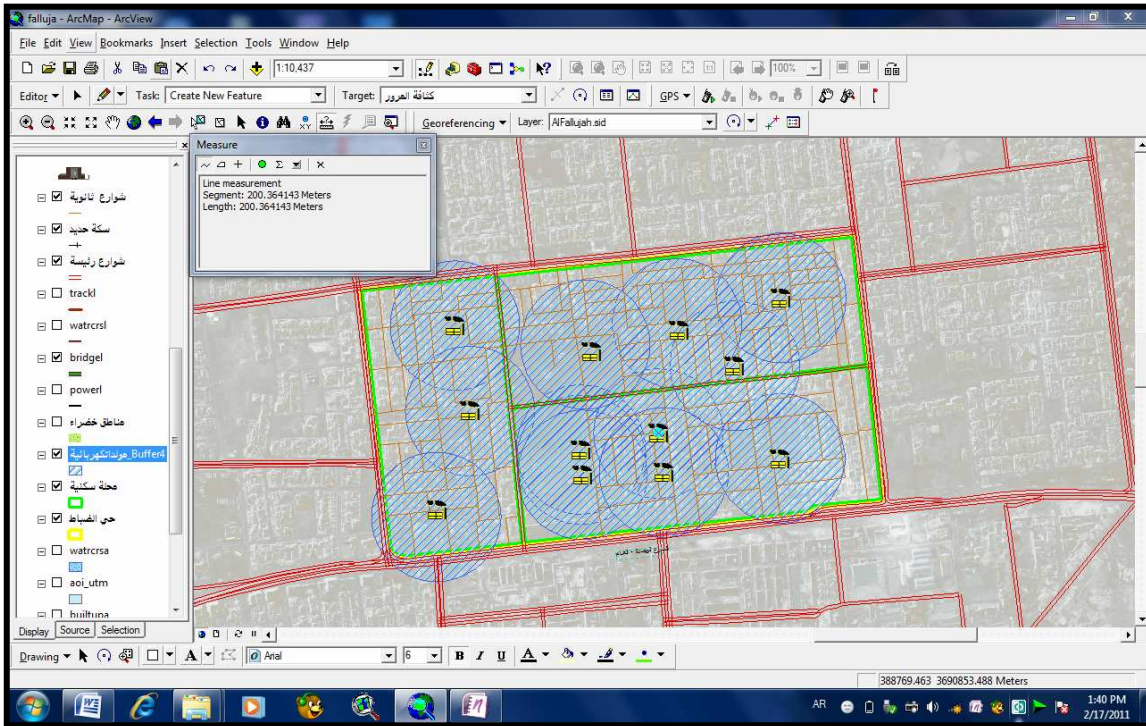 falluja - ArcMap - ArcView
File Edit View Bookmarks Insert Selection Tools Window Help
1:10,437
100%
Editor Task: Create New Feature Target: كثافة المرور GPS
Georeferencing Layer: AlFallujah.sid
Measure
Line measurement
Segment: 200.364143 Meters
Length: 200.364143 Meters
شوارع ثانوية
سكة حديد
شوارع رئيسة
trackl
watrcrsl
bridgel
powerl
مناطق خضراء
مولداتكهربائية_Buffer4
محلة سكنية
حي الضباط
watrcrsa
aoi_utm
builtupa
Display Source Selection
Drawing A Arial 6 B I U A
388769.463 3690853.488 Meters
AR 1:40 PM
2/17/2011